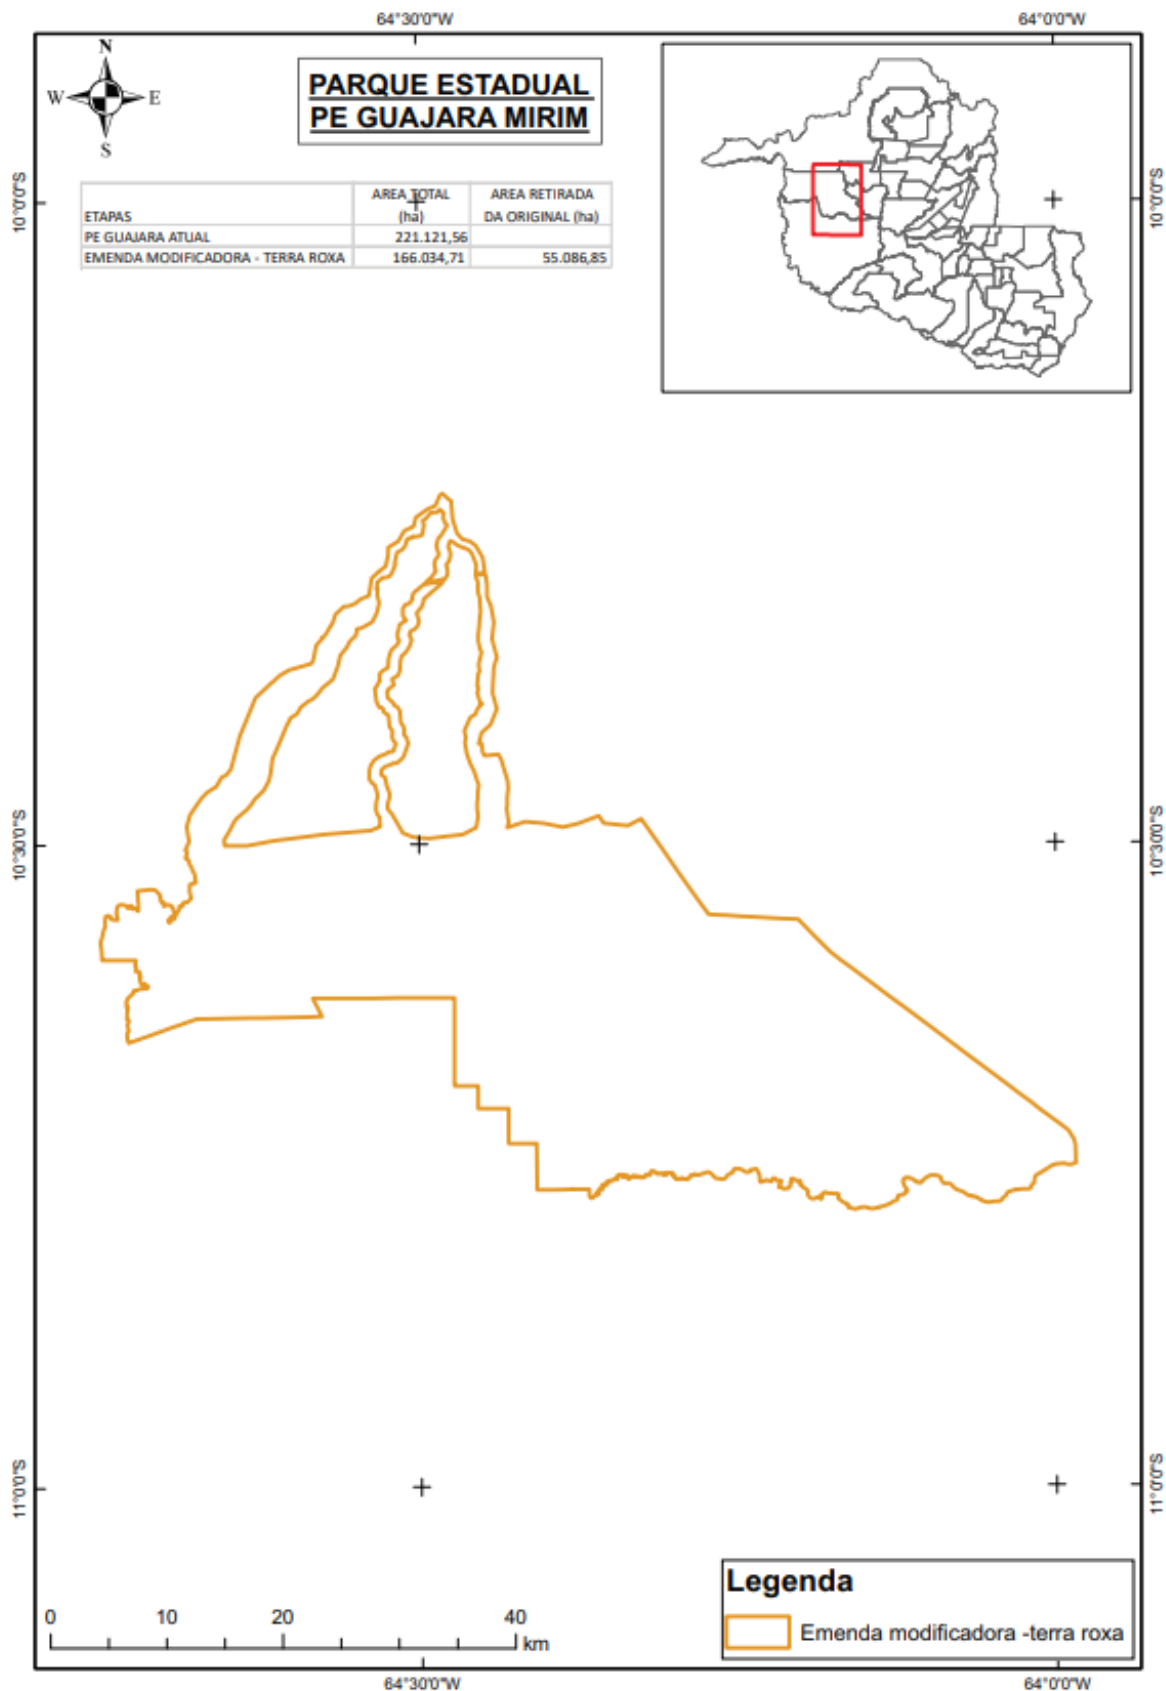 64°30'0"W 64°0'0"W
N
W E
S
PARQUE ESTADUAL
PE GUAJARA MIRIM
10°0'0"S 10°0'0"S
ETAPAS AREA TOTAL (ha) AREA RETIRADA DA ORIGINAL (ha)
PE GUAJARA ATUAL 221.121,56
EMENDA MODIFICADORA - TERRA ROXA 166.034,71 55.086,85
10°30'0"S 10°30'0"S
11°0'0"S 11°0'0"S
Legenda
Emenda modificadora -terra roxa
0 10 20 40
km
64°30'0"W 64°0'0"W